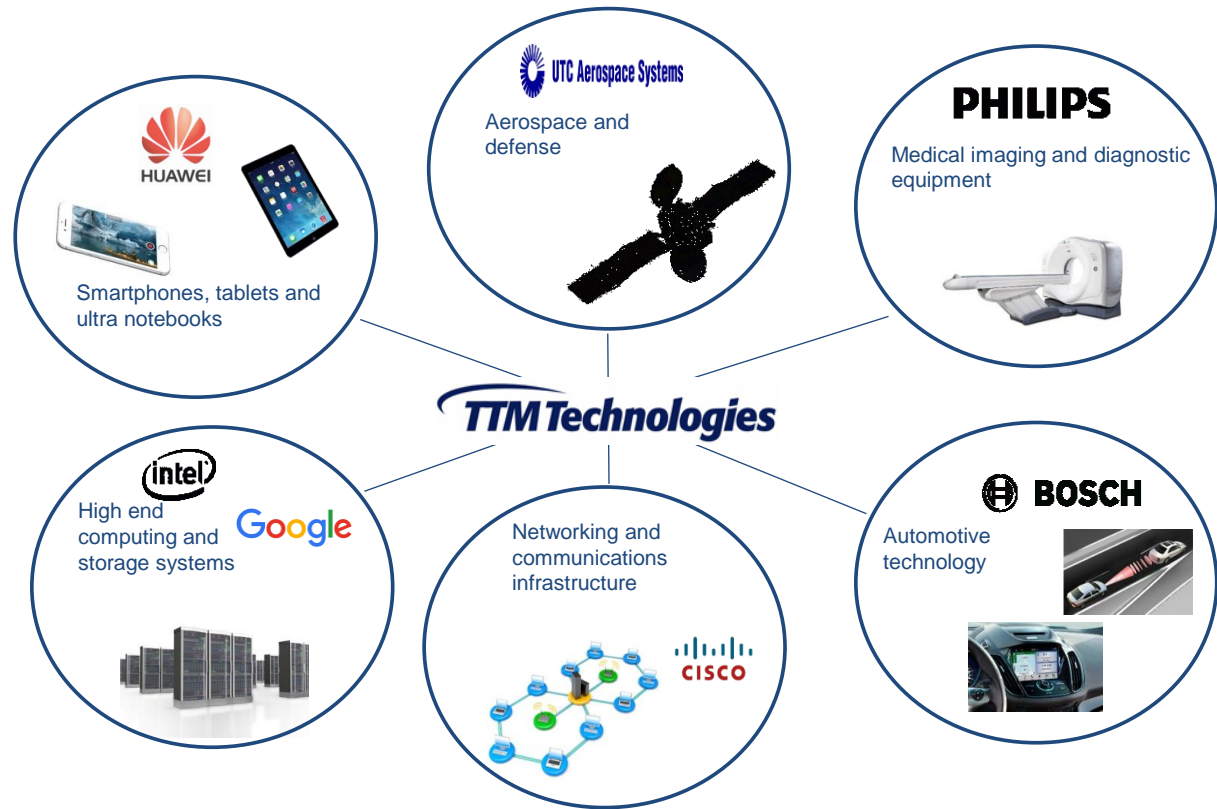 HUAWEI
Smartphones, tablets and
ultra notebooks
UTC Aerospace Systems
Aerospace and
defense
PHILIPS
Medical imaging and diagnostic
equipment
TTM Technologies
intel
High end
computing and
storage systems
Google
Networking and
communications
infrastructure
CISCO
BOSCH
Automotive
technology